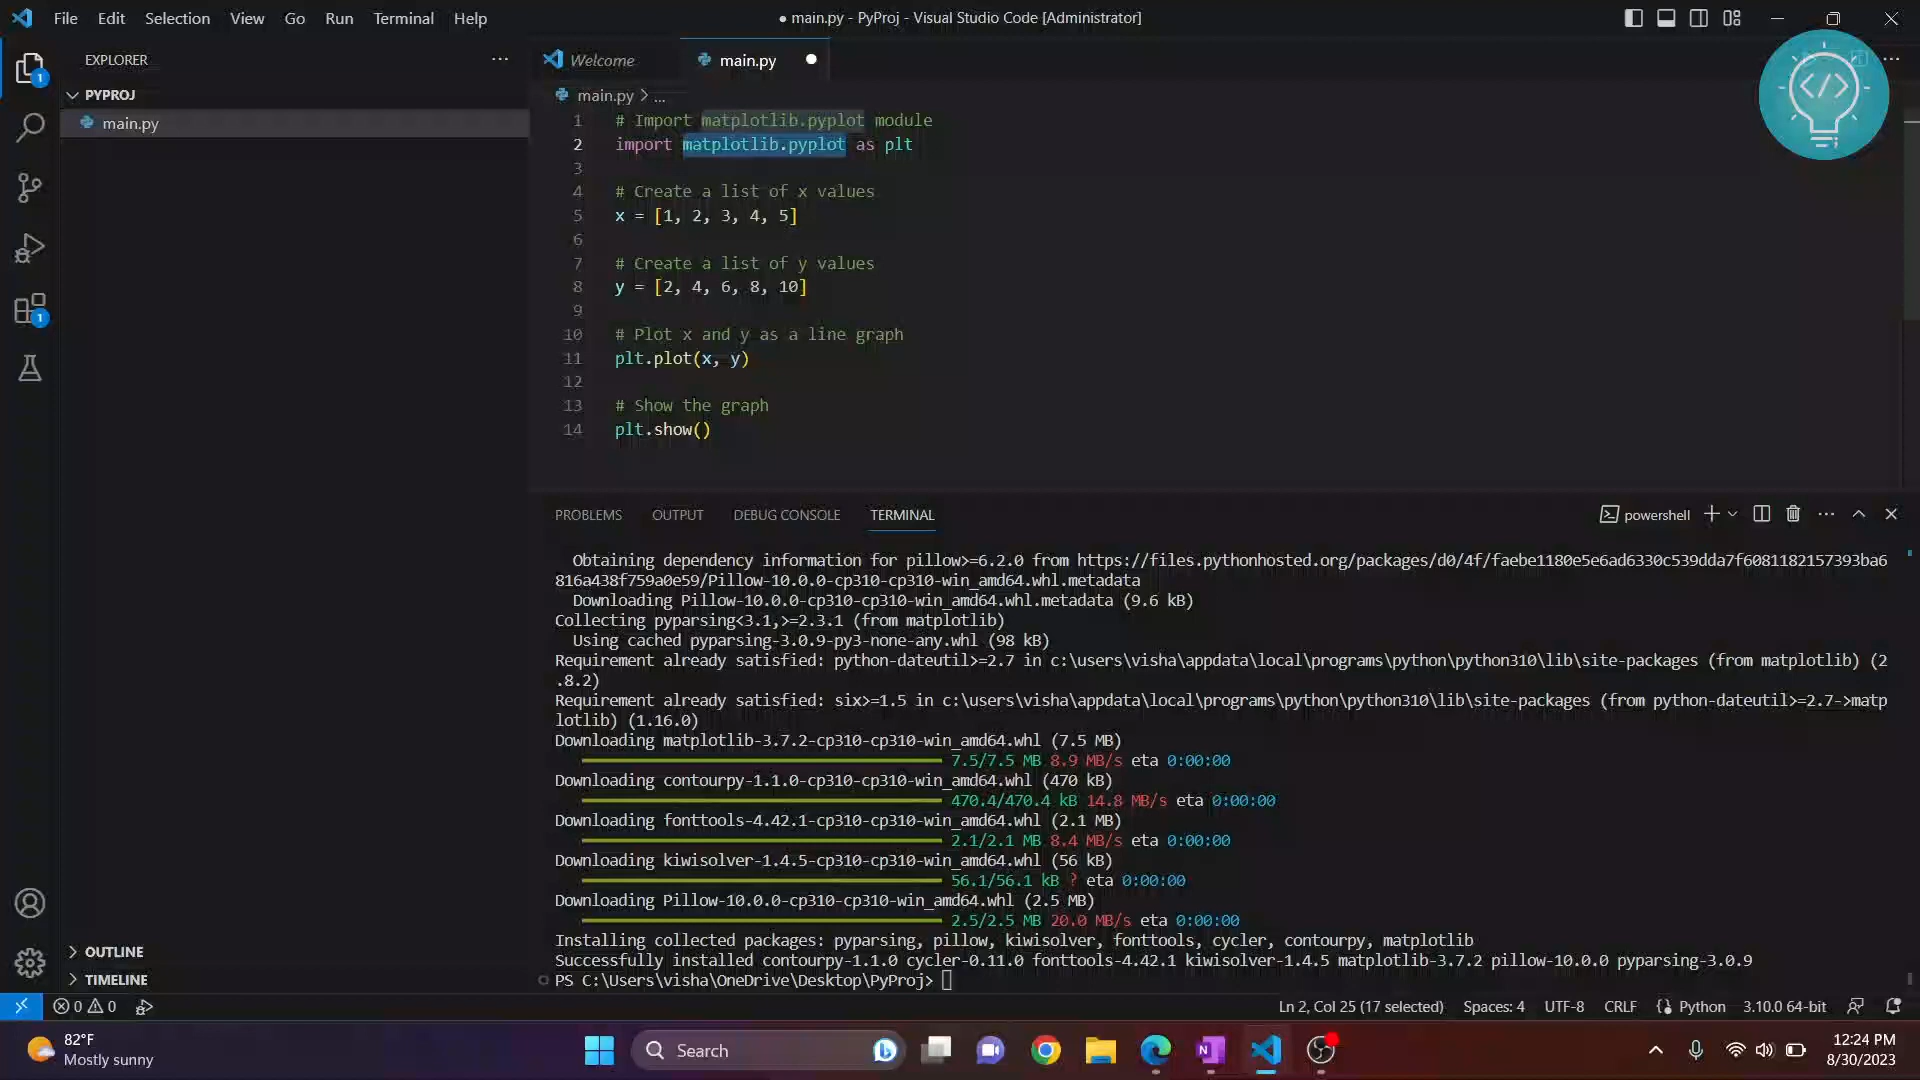 File Edit Selection View Go Run Terminal Help
● main.py - PyProj - Visual Studio Code [Administrator]
EXPLORER
PYPROJ
main.py
1
1
OUTLINE
TIMELINE
Welcome
main.py
main.py > ...
1 # Import matplotlib.pyplot module
2 import matplotlib.pyplot as plt
3
4 # Create a list of x values
5 x = [1, 2, 3, 4, 5]
6
7 # Create a list of y values
8 y = [2, 4, 6, 8, 10]
9
10 # Plot x and y as a line graph
11 plt.plot(x, y)
12
13 # Show the graph
14 plt.show()
</>
PROBLEMS OUTPUT DEBUG CONSOLE TERMINAL
powershell
Obtaining dependency information for pillow>=6.2.0 from https://files.pythonhosted.org/packages/d0/4f/faebe1180e5e6ad6330c539dda7f6081182157393ba6
816a438f759a0e59/Pillow-10.0.0-cp310-cp310-win_amd64.whl.metadata
Downloading Pillow-10.0.0-cp310-cp310-win_amd64.whl.metadata (9.6 kB)
Collecting pyparsing<3.1,>=2.3.1 (from matplotlib)
Using cached pyparsing-3.0.9-py3-none-any.whl (98 kB)
Requirement already satisfied: python-dateutil>=2.7 in c:\users\visha\appdata\local\programs\python\python310\lib\site-packages (from matplotlib) (2
.8.2)
Requirement already satisfied: six>=1.5 in c:\users\visha\appdata\local\programs\python\python310\lib\site-packages (from python-dateutil>=2.7->matp
lotlib) (1.16.0)
Downloading matplotlib-3.7.2-cp310-cp310-win_amd64.whl (7.5 MB)
7.5/7.5 MB 8.9 MB/s eta 0:00:00
Downloading contourpy-1.1.0-cp310-cp310-win_amd64.whl (470 kB)
470.4/470.4 kB 14.8 MB/s eta 0:00:00
Downloading fonttools-4.42.1-cp310-cp310-win_amd64.whl (2.1 MB)
2.1/2.1 MB 8.4 MB/s eta 0:00:00
Downloading kiwisolver-1.4.5-cp310-cp310-win_amd64.whl (56 kB)
56.1/56.1 kB ? eta 0:00:00
Downloading Pillow-10.0.0-cp310-cp310-win_amd64.whl (2.5 MB)
2.5/2.5 MB 20.0 MB/s eta 0:00:00
Installing collected packages: pyparsing, pillow, kiwisolver, fonttools, cycler, contourpy, matplotlib
Successfully installed contourpy-1.1.0 cycler-0.11.0 fonttools-4.42.1 kiwisolver-1.4.5 matplotlib-3.7.2 pillow-10.0.0 pyparsing-3.0.9
PS C:\Users\visha\OneDrive\Desktop\PyProj>
0 0
Ln 2, Col 25 (17 selected) Spaces: 4 UTF-8 CRLF Python 3.10.0 64-bit
82°F
Mostly sunny
Search
N
12:24 PM
8/30/2023